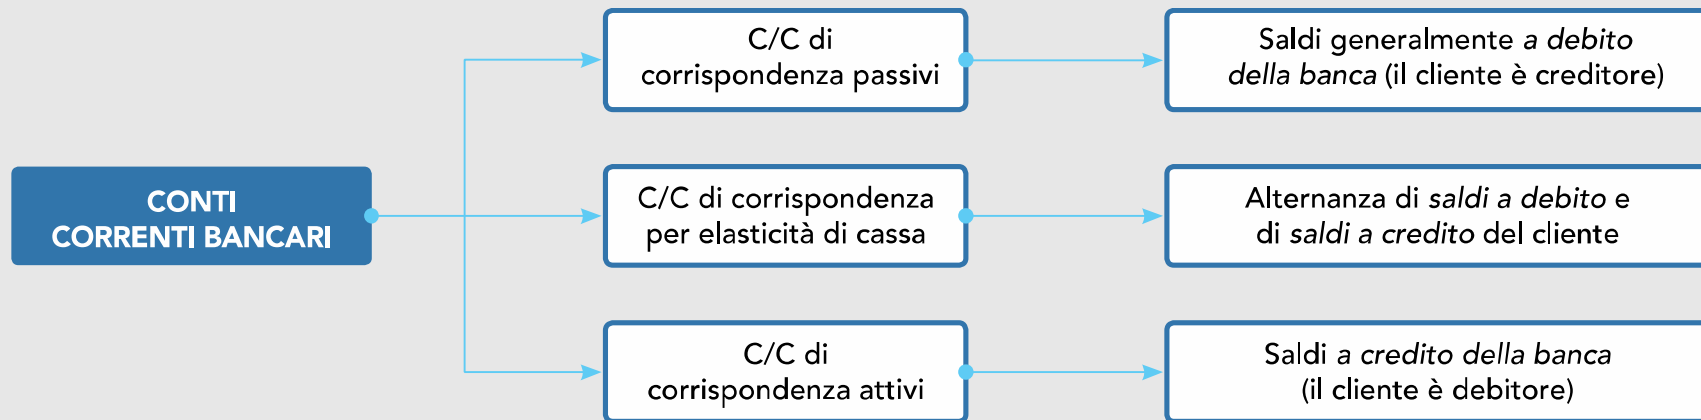 CONTI
CORRENTI BANCARI
C/C di
corrispondenza passivi
Saldi generalmente a debito
della banca (il cliente è creditore)
C/C di corrispondenza
per elasticità di cassa
Alternanza di saldi a debito e
di saldi a credito del cliente
C/C di
corrispondenza attivi
Saldi a credito della banca
(il cliente è debitore)